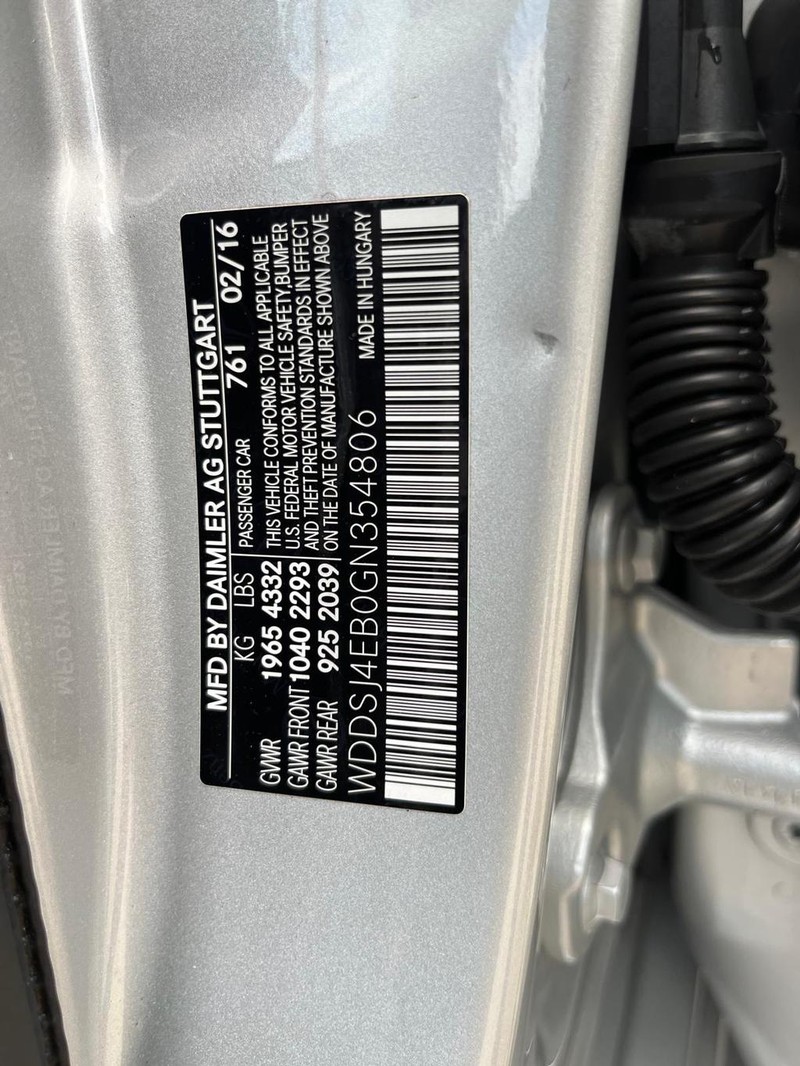 MFD BY DAIMLER AG STUTTGART
KG LBS 761 02/16
PASSENGER CAR
GVWR 1965 4332 THIS VEHICLE CONFORMS TO ALL APPLICABLE
GAWR FRONT 1040 2293 U.S. FEDERAL MOTOR VEHICLE SAFETY,BUMPER
AND THEFT PREVENTION STANDARDS IN EFFECT
GAWR REAR 925 2039 ON THE DATE OF MANUFACTURE SHOWN ABOVE
WDDSJ4EB0GN354806 MADE IN HUNGARY